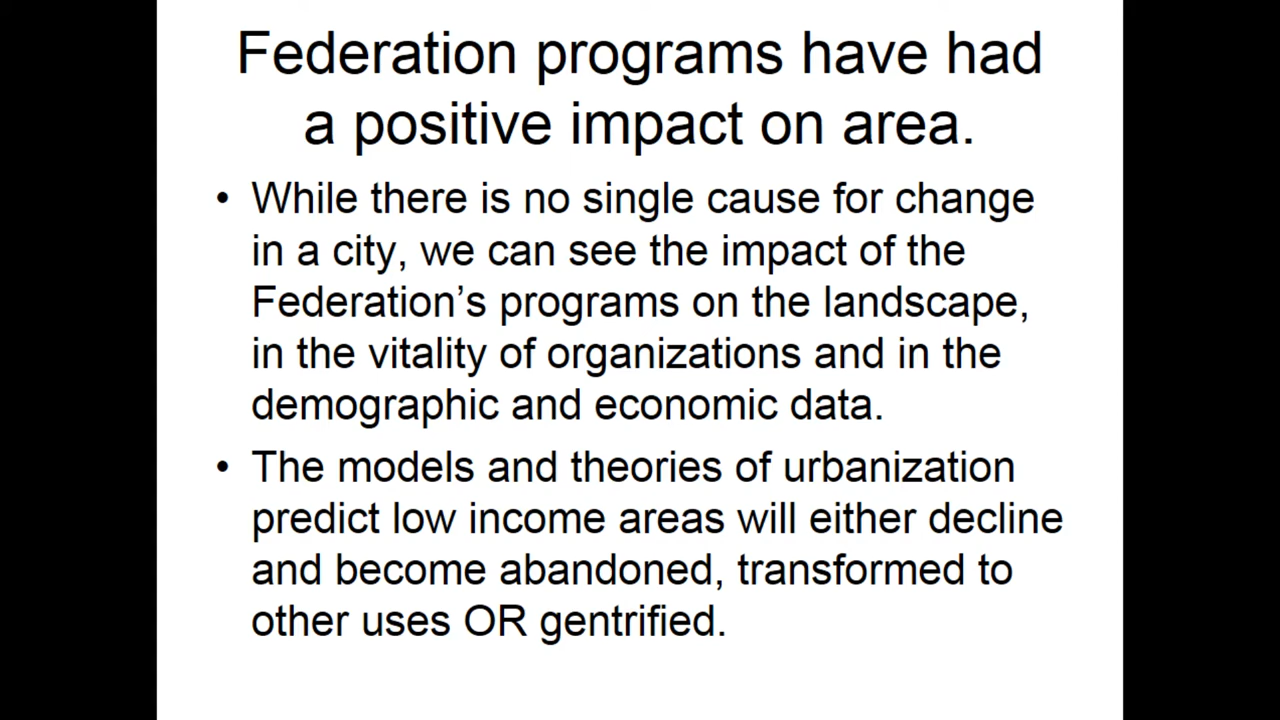 Federation programs have had
a positive impact on area.
• While there is no single cause for change
in a city, we can see the impact of the
Federation’s programs on the landscape,
in the vitality of organizations and in the
demographic and economic data.
• The models and theories of urbanization
predict low income areas will either decline
and become abandoned, transformed to
other uses OR gentrified.